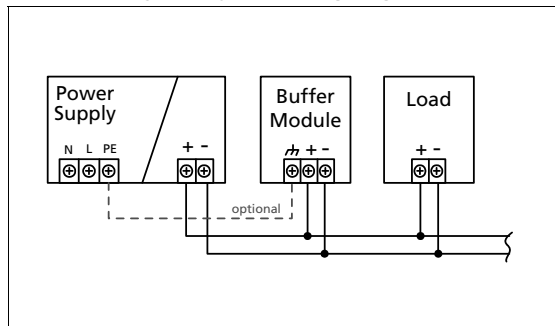 Power
Supply
N L PE
+ -
Buffer
Module
+ -
Load
+ -
optional